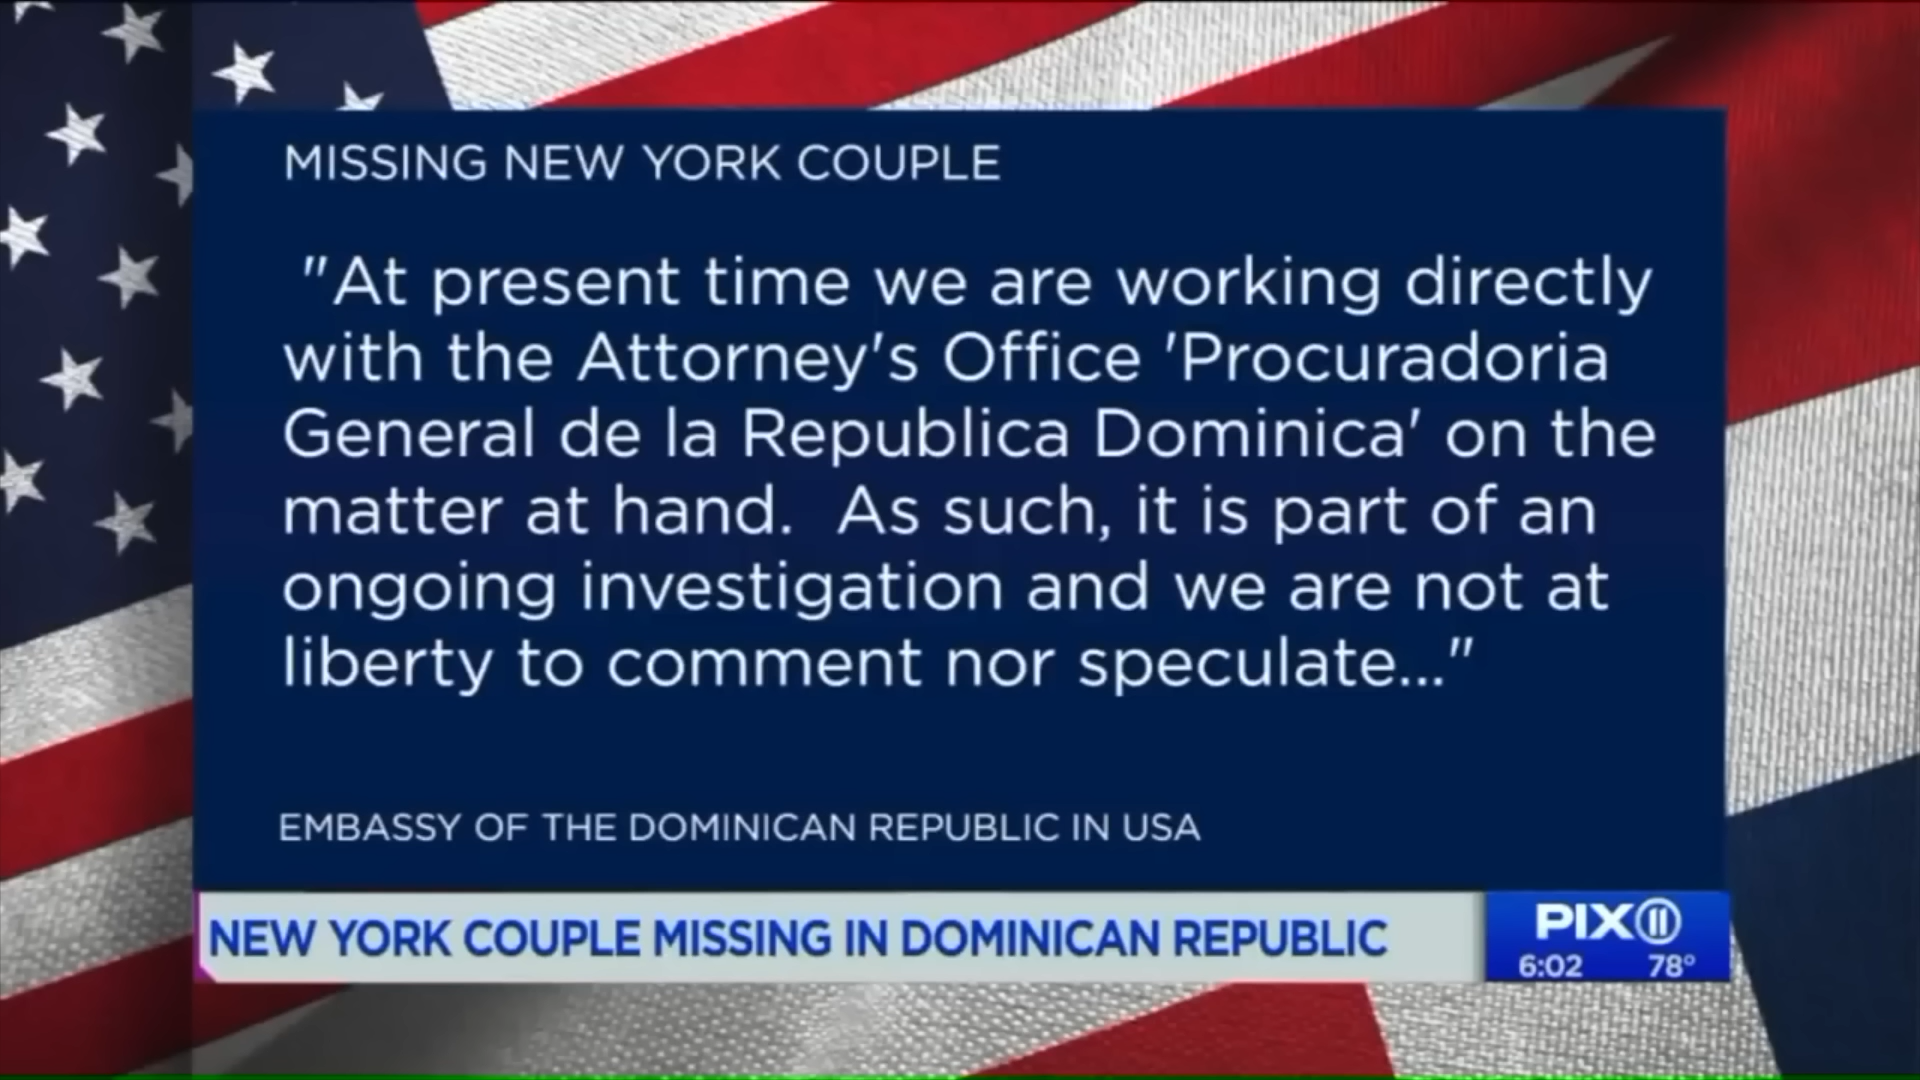 MISSING NEW YORK COUPLE
"At present time we are working directly
with the Attorney's Office 'Procuradoria
General de la Republica Dominica' on the
matter at hand.  As such, it is part of an
ongoing investigation and we are not at
liberty to comment nor speculate..."
EMBASSY OF THE DOMINICAN REPUBLIC IN USA
NEW YORK COUPLE MISSING IN DOMINICAN REPUBLIC
PIX11
6:02 78°